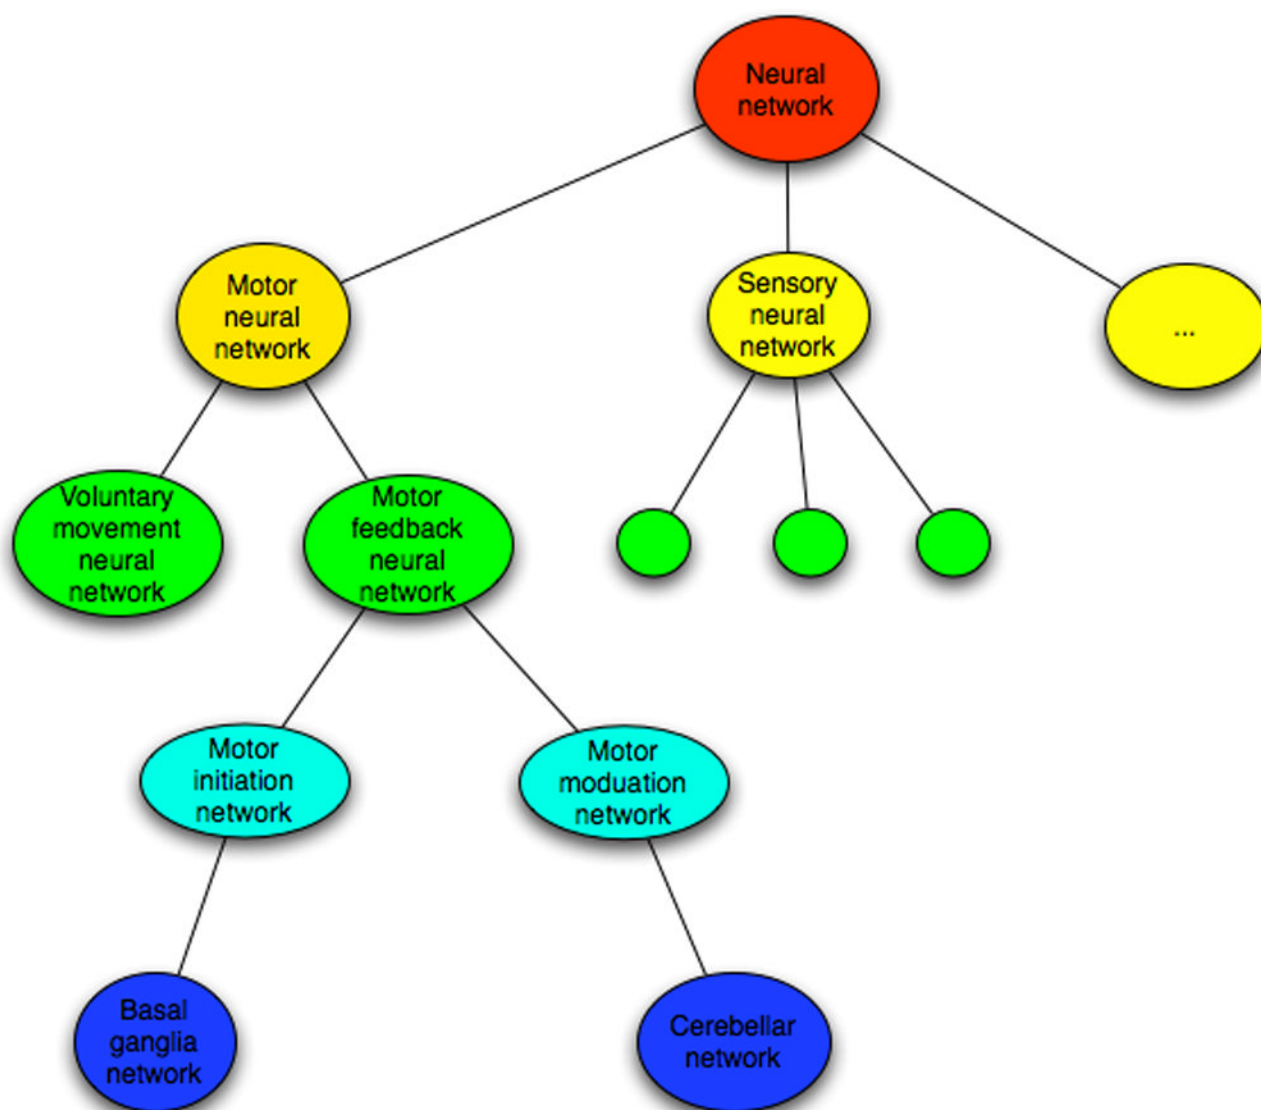 Neural
network
Motor
neural
network
Sensory
neural
network
...
Voluntary
movement
neural
network
Motor
feedback
neural
network
Motor
initiation
network
Motor
moduation
network
Basal
ganglia
network
Cerebellar
network